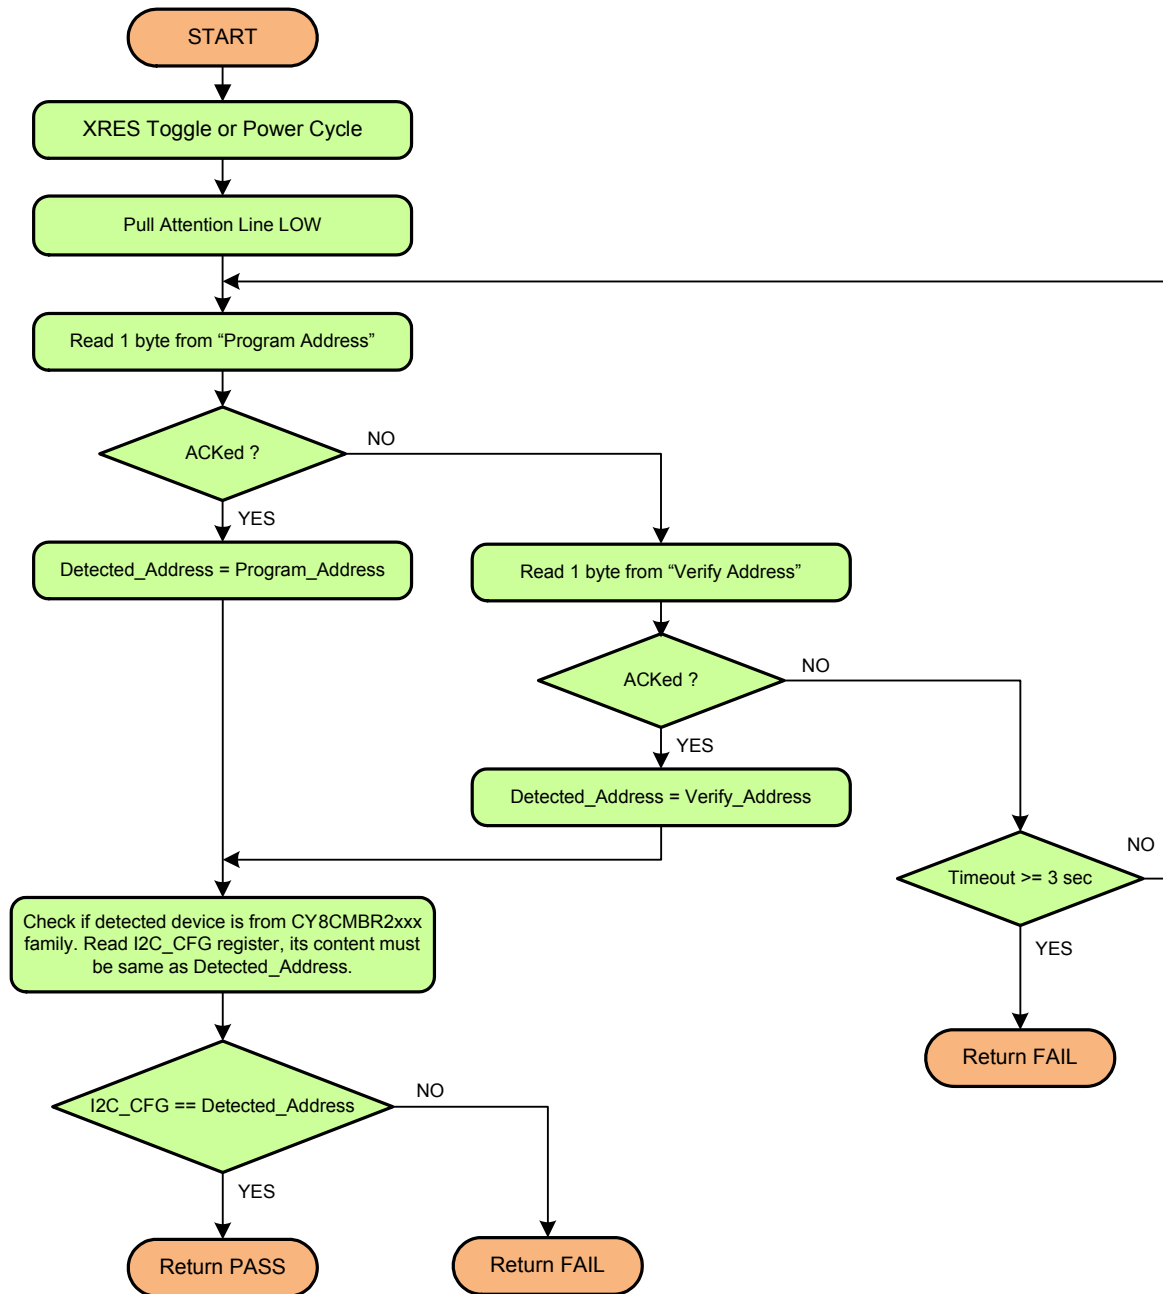 START
XRES Toggle or Power Cycle
Pull Attention Line LOW
Read 1 byte from “Program Address”
ACKed ?
NO
YES
Detected_Address = Program_Address
Read 1 byte from “Verify Address”
ACKed ?
NO
YES
Detected_Address = Verify_Address
Timeout >= 3 sec
NO
YES
Return FAIL
Check if detected device is from CY8CMBR2xxx
family. Read I2C_CFG register, its content must
be same as Detected_Address.
I2C_CFG == Detected_Address
NO
YES
Return PASS
Return FAIL